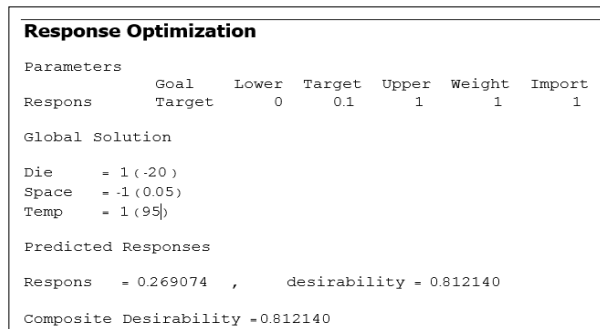 Response Optimization
Parameters
Goal Lower Target Upper Weight Import
Respons Target 0 0.1 1 1 1
Global Solution
Die = 1 (-20)
Space = -1 (0.05)
Temp = 1 (95)
Predicted Responses
Respons = 0.269074 , desirability = 0.812140
Composite Desirability =0.812140